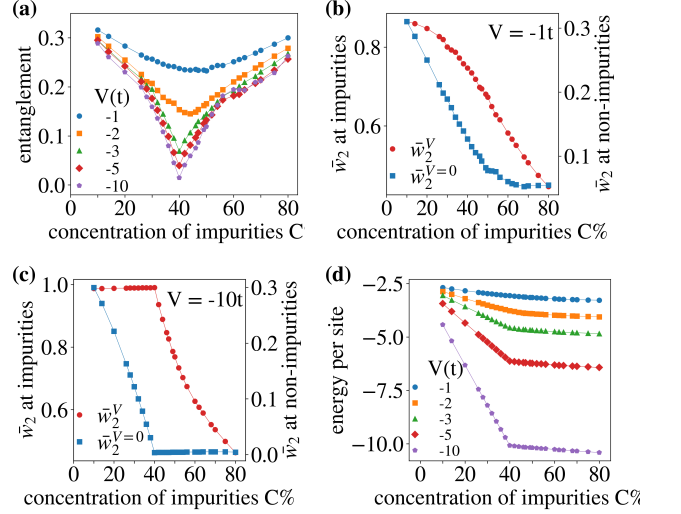 (a)
entanglement
0.3
0.2
0.1
0.0
V(t)
-1
-2
-3
-5
-10
0 20 40 60 80
concentration of impurities C
(b)
w̄₂ at impurities
0.8
0.6
V = -1t
w̄₂^V
w̄₂^{V=0}
0.3
0.2
0.1
w̄₂ at non-impurities
0 20 40 60 80
concentration of impurities C%
(c)
w̄₂ at impurities
1.0
0.8
0.6
V = -10t
w̄₂^V
w̄₂^{V=0}
0.3
0.2
0.1
0.0
w̄₂ at non-impurities
0 20 40 60 80
concentration of impurities C%
(d)
energy per site
−2.5
−5.0
−7.5
−10.0
V(t)
-1
-2
-3
-5
-10
0 20 40 60 80
concentration of impurities C%